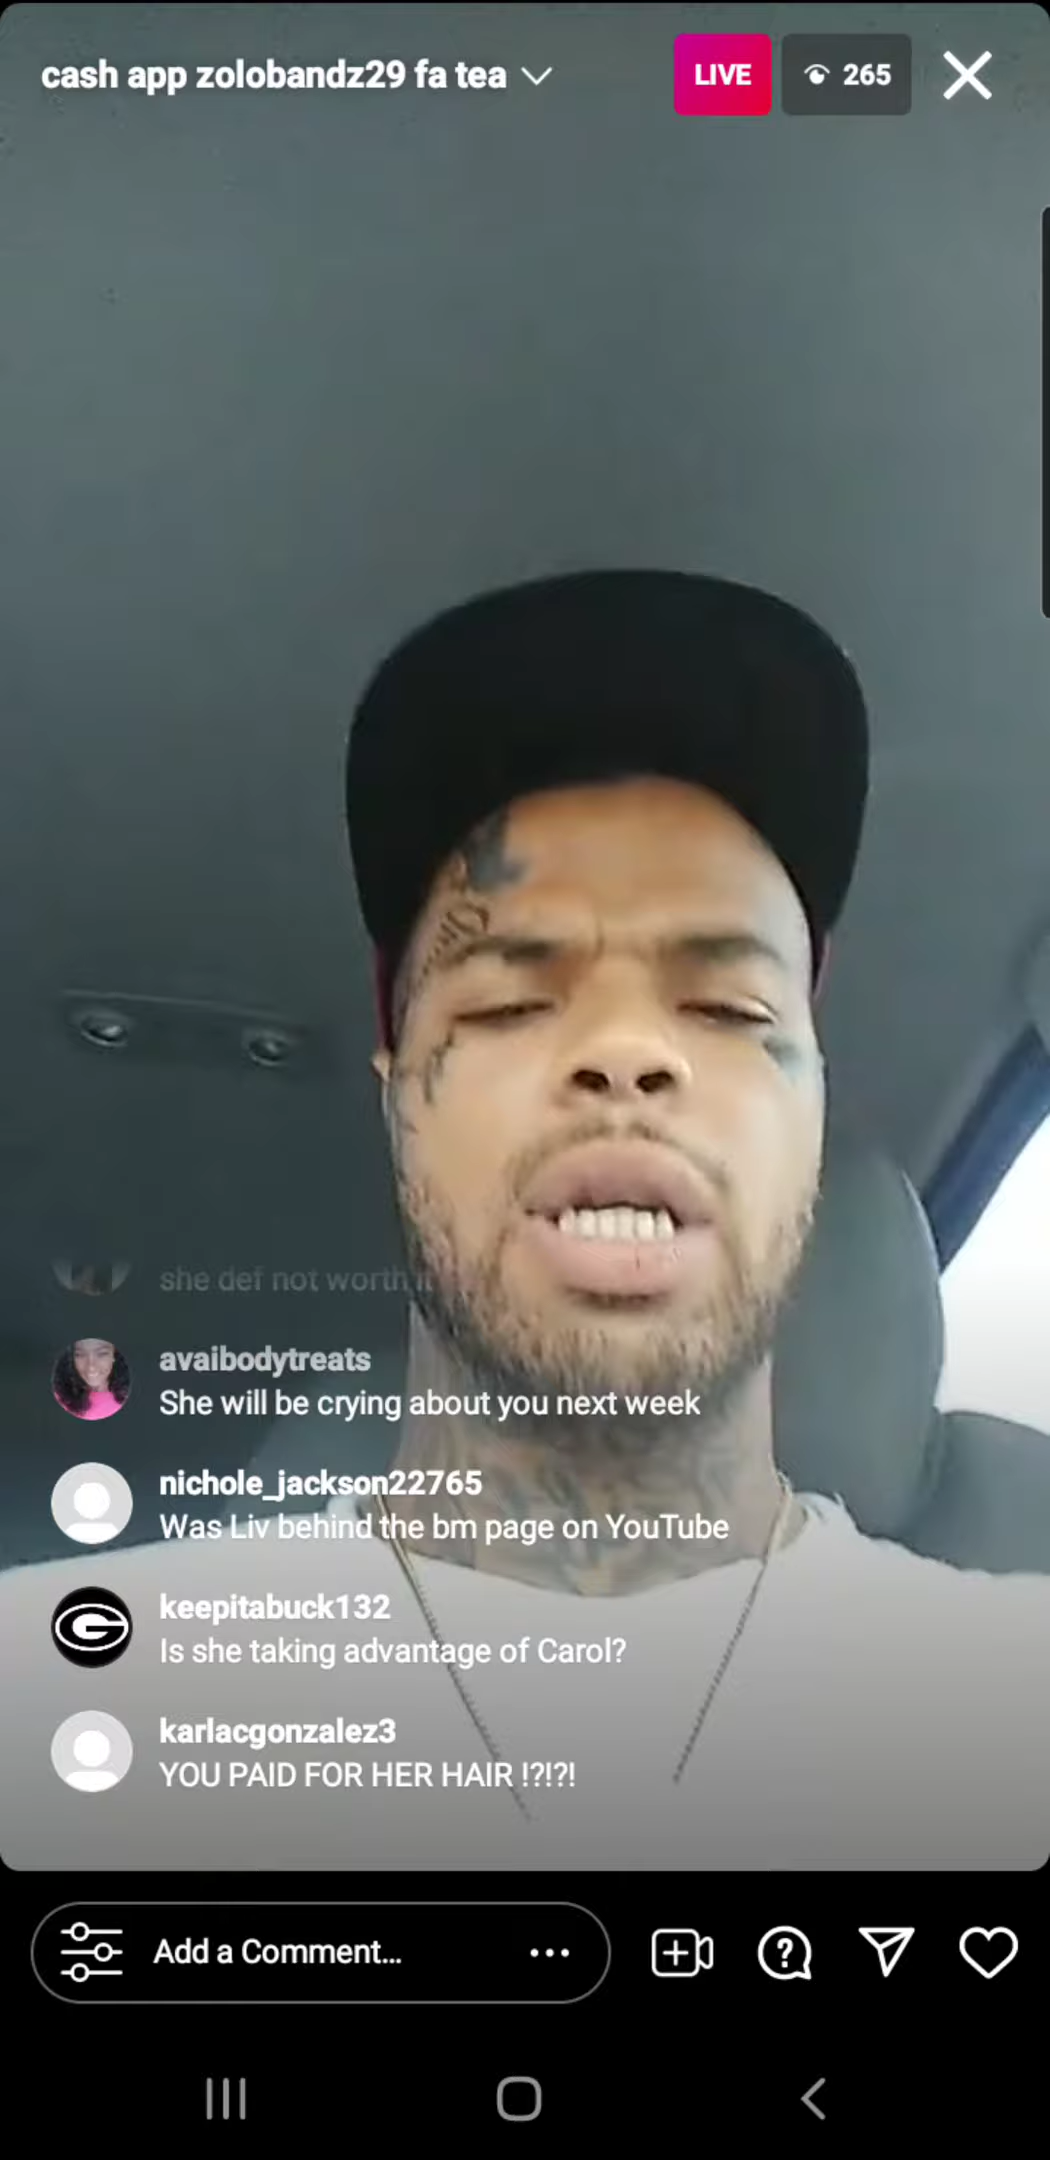 cash app zolobandz29 fa tea
LIVE
265
she def not worth it
avaibodytreats
She will be crying about you next week
nichole_jackson22765
Was Liv behind the bm page on YouTube
keepitabuck132
Is she taking advantage of Carol?
karlacgonzalez3
YOU PAID FOR HER HAIR !?!?!
Add a Comment...